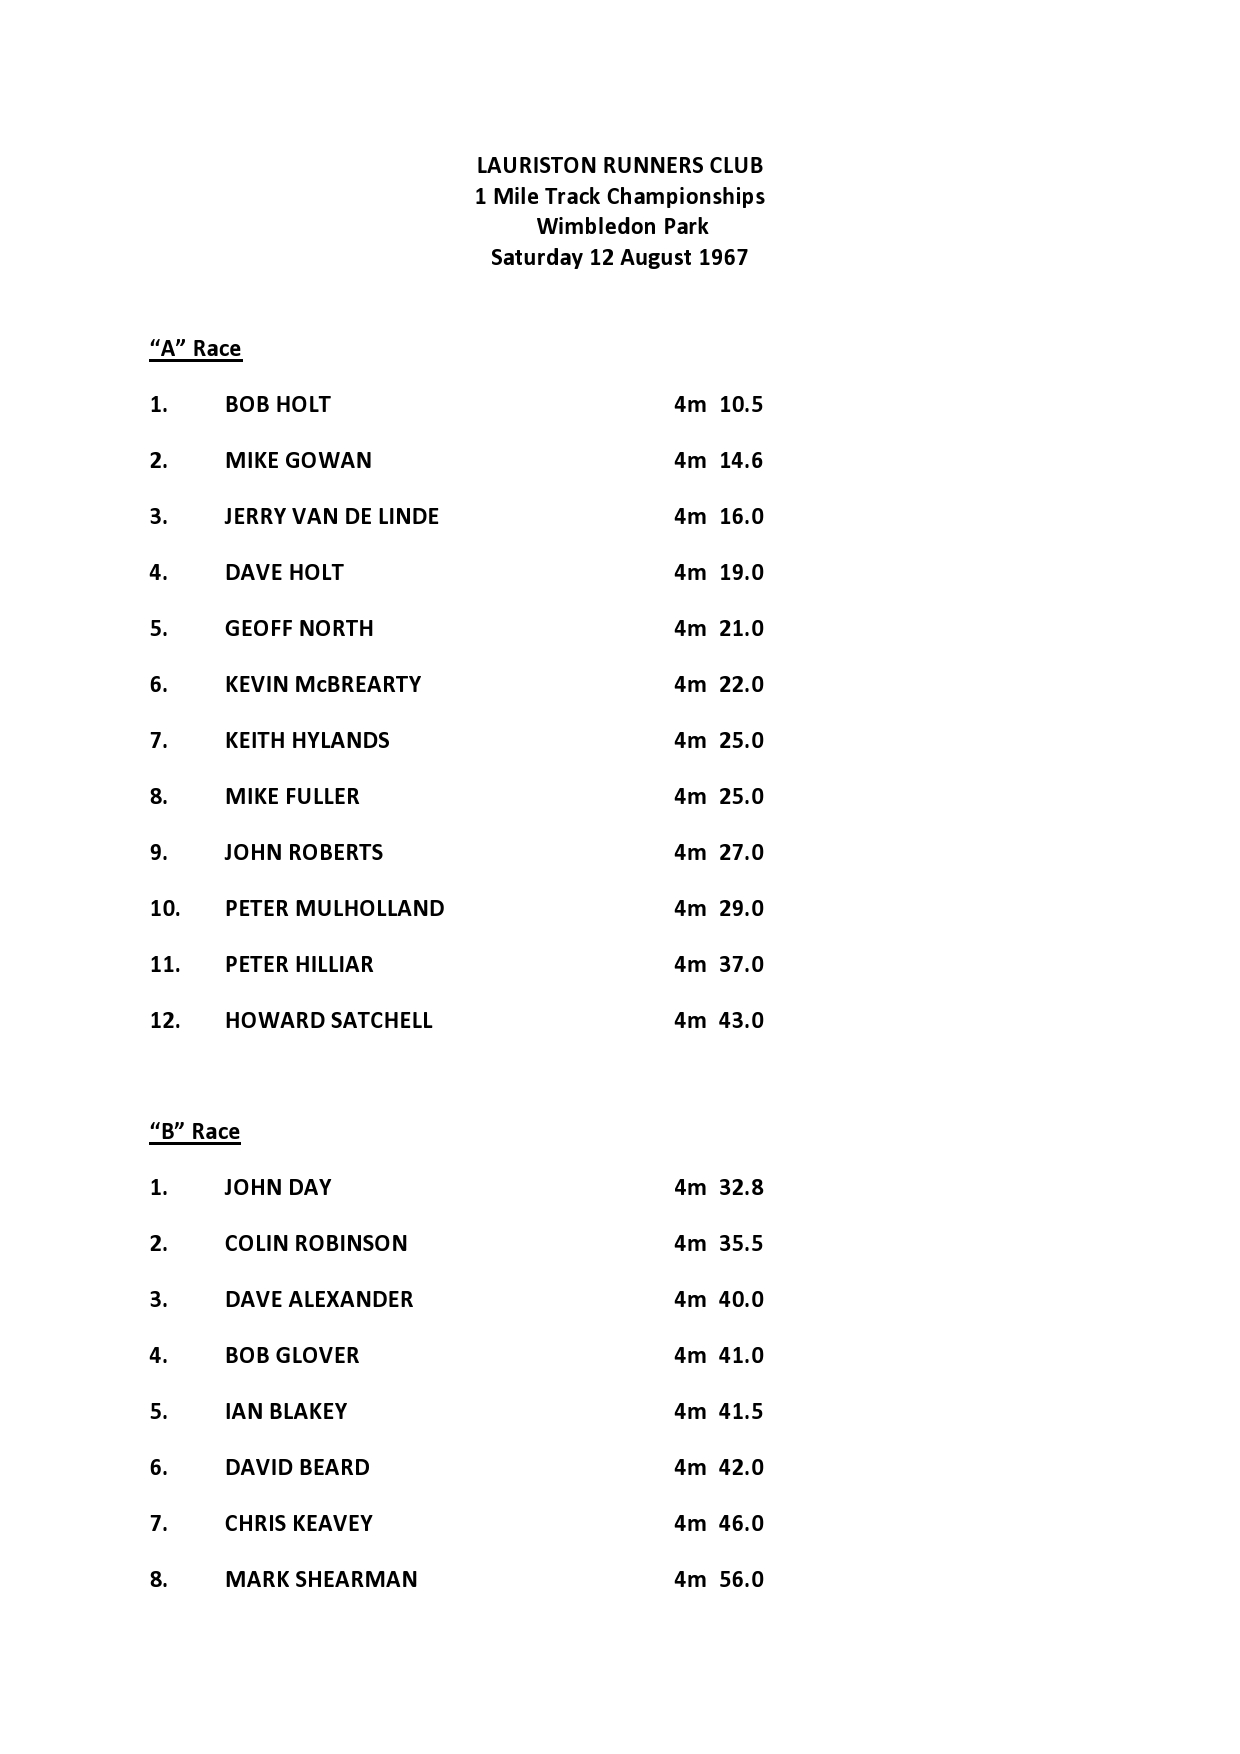 LAURISTON RUNNERS CLUB
1 Mile Track Championships
Wimbledon Park
Saturday 12 August 1967
“A” Race
1. BOB HOLT 4m 10.5
2. MIKE GOWAN 4m 14.6
3. JERRY VAN DE LINDE 4m 16.0
4. DAVE HOLT 4m 19.0
5. GEOFF NORTH 4m 21.0
6. KEVIN McBREARTY 4m 22.0
7. KEITH HYLANDS 4m 25.0
8. MIKE FULLER 4m 25.0
9. JOHN ROBERTS 4m 27.0
10. PETER MULHOLLAND 4m 29.0
11. PETER HILLIAR 4m 37.0
12. HOWARD SATCHELL 4m 43.0
“B” Race
1. JOHN DAY 4m 32.8
2. COLIN ROBINSON 4m 35.5
3. DAVE ALEXANDER 4m 40.0
4. BOB GLOVER 4m 41.0
5. IAN BLAKEY 4m 41.5
6. DAVID BEARD 4m 42.0
7. CHRIS KEAVEY 4m 46.0
8. MARK SHEARMAN 4m 56.0